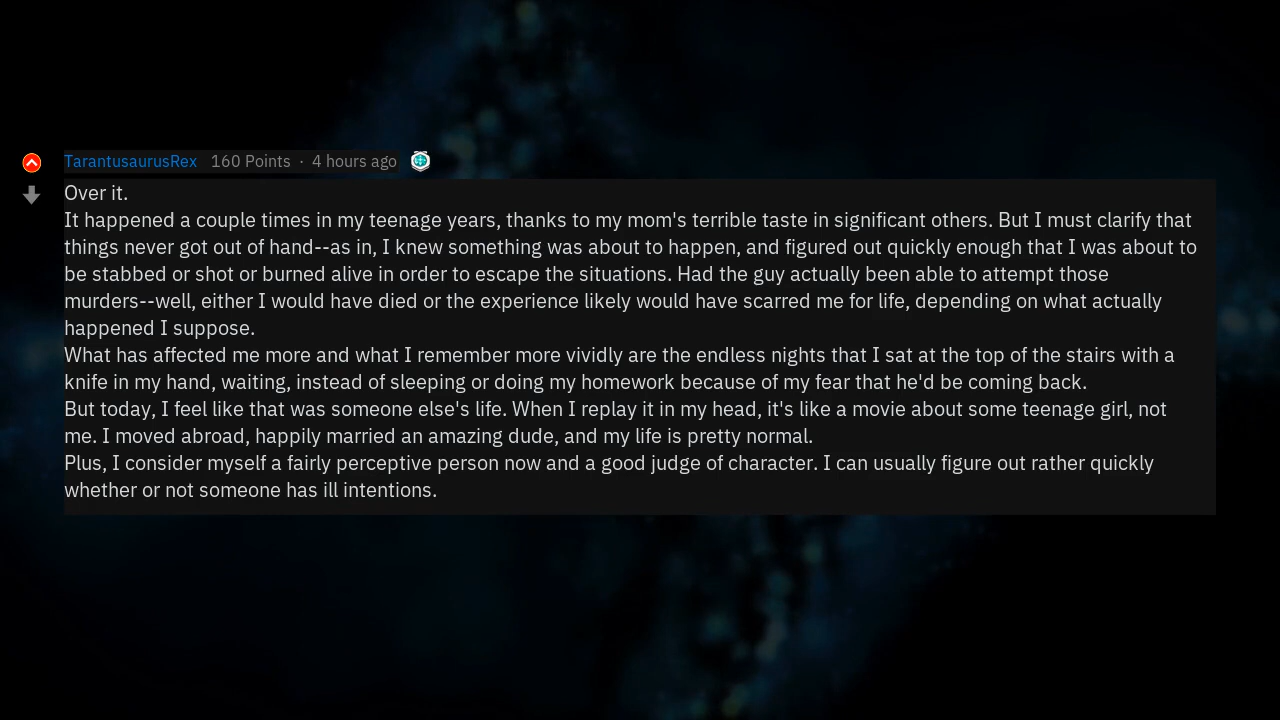 TarantusaurusRex 160 Points · 4 hours ago
Over it.
It happened a couple times in my teenage years, thanks to my mom's terrible taste in significant others. But I must clarify that
things never got out of hand--as in, I knew something was about to happen, and figured out quickly enough that I was about to
be stabbed or shot or burned alive in order to escape the situations. Had the guy actually been able to attempt those
murders--well, either I would have died or the experience likely would have scarred me for life, depending on what actually
happened I suppose.
What has affected me more and what I remember more vividly are the endless nights that I sat at the top of the stairs with a
knife in my hand, waiting, instead of sleeping or doing my homework because of my fear that he'd be coming back.
But today, I feel like that was someone else's life. When I replay it in my head, it's like a movie about some teenage girl, not
me. I moved abroad, happily married an amazing dude, and my life is pretty normal.
Plus, I consider myself a fairly perceptive person now and a good judge of character. I can usually figure out rather quickly
whether or not someone has ill intentions.